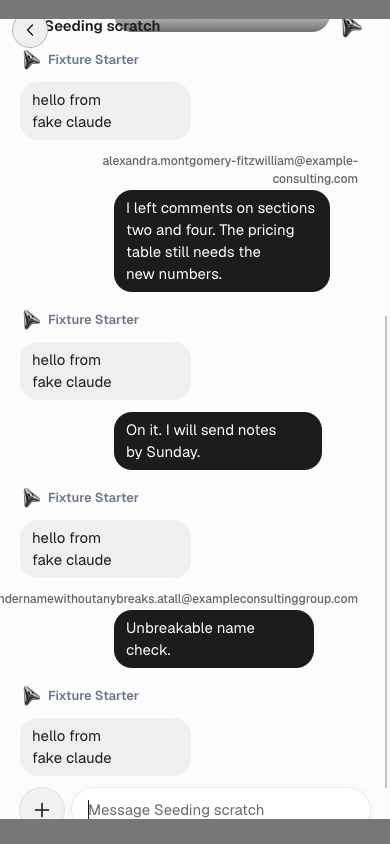 Seeding scratch
Fixture Starter
hello from
fake claude
alexandra.montgomery-fitzwilliam@example-
consulting.com
I left comments on sections
two and four. The pricing
table still needs the
new numbers.
Fixture Starter
hello from
fake claude
On it. I will send notes
by Sunday.
Fixture Starter
hello from
fake claude
ndernamewithoutanybreaks.atall@exampleconsultinggroup.com
Unbreakable name
check.
Fixture Starter
hello from
fake claude
Message Seeding scratch